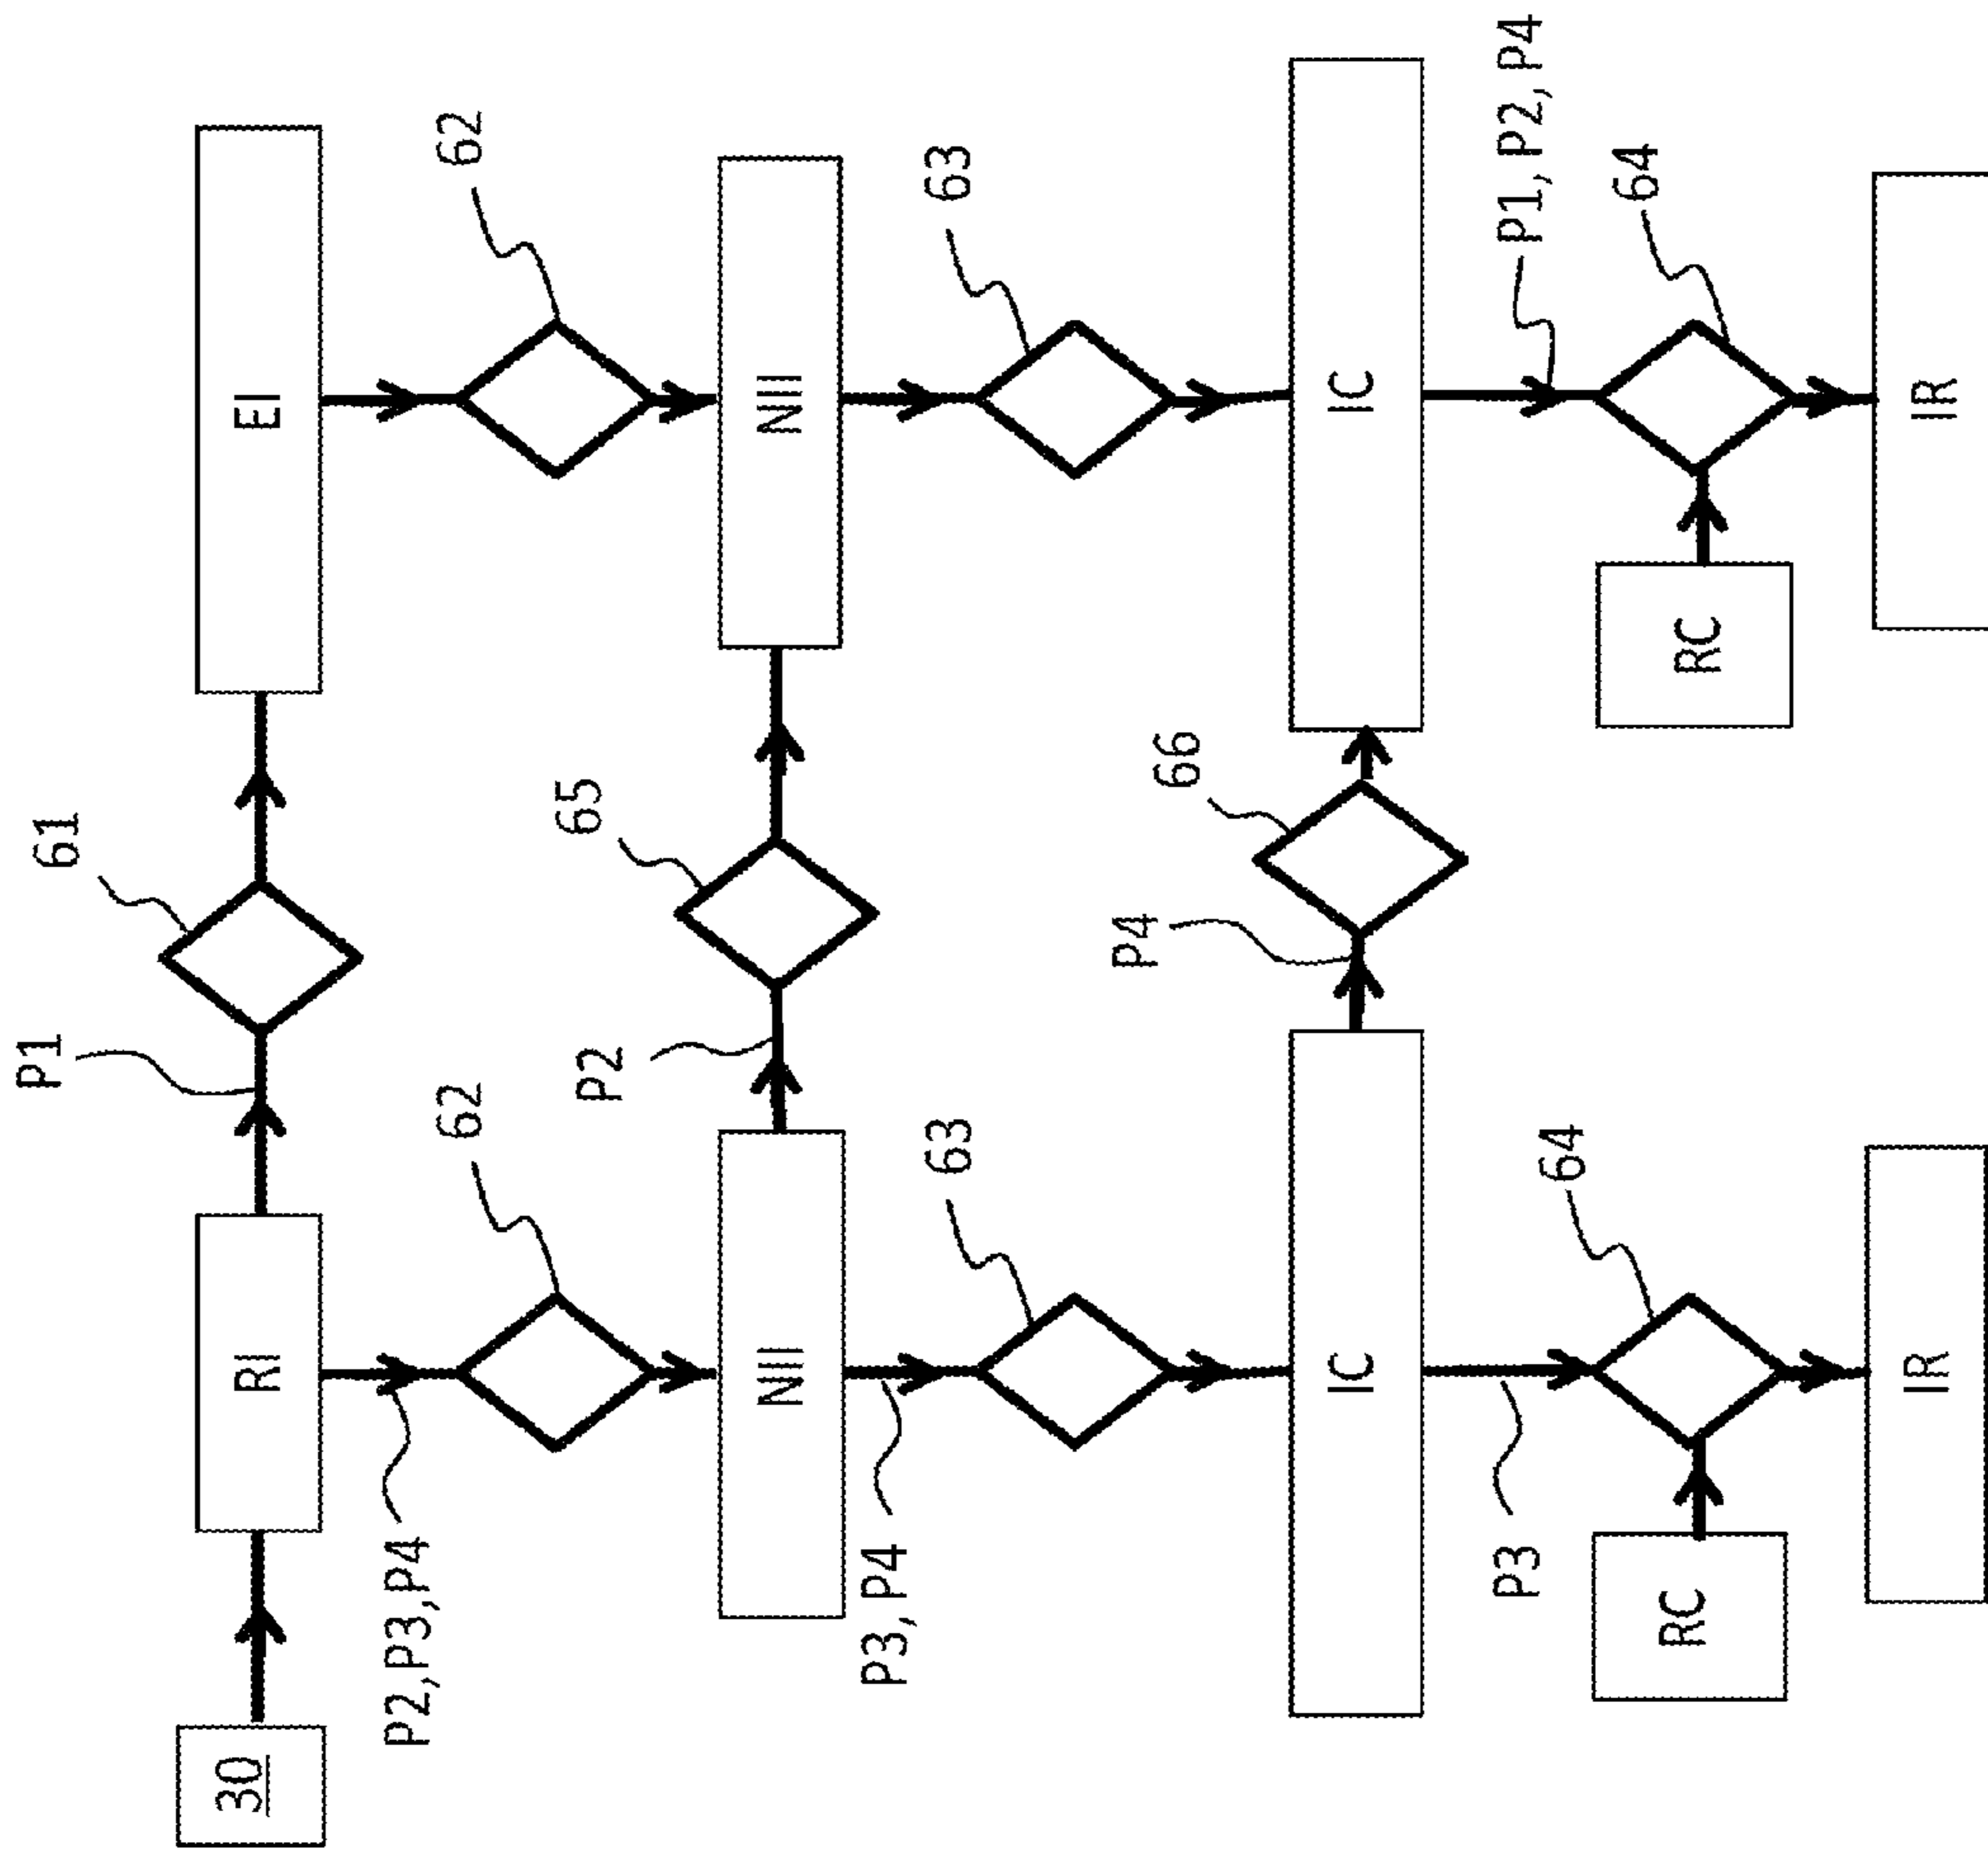 P1
61
30
RI
EI
P2,P3,P4
62
62
P2
65
NII
NII
P3,P4
63
63
P4
66
IC
IC
P3
64
P1,P2,P4
64
RC
RC
IR
IR